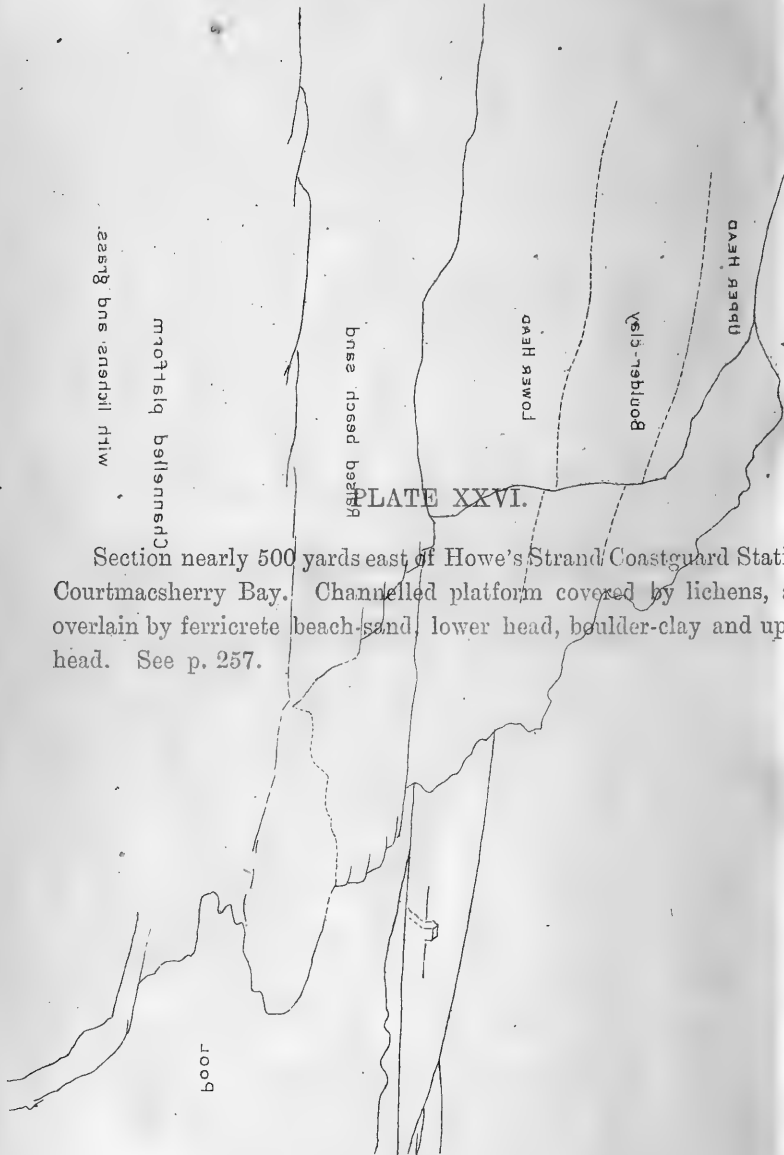 PLATE XXVI.
Section nearly 500 yards east of Howe's Strand Coastguard Stati
Courtmacsherry Bay. Channelled platform covered by lichens, a
overlain by ferricrete beach-sand, lower head, boulder-clay and up
head. See p. 257.
UPPER HEAD
Boulder-clay
LOWER HEAD
Raised beach sand
Channelled platform
with lichens, and grass.
Pool